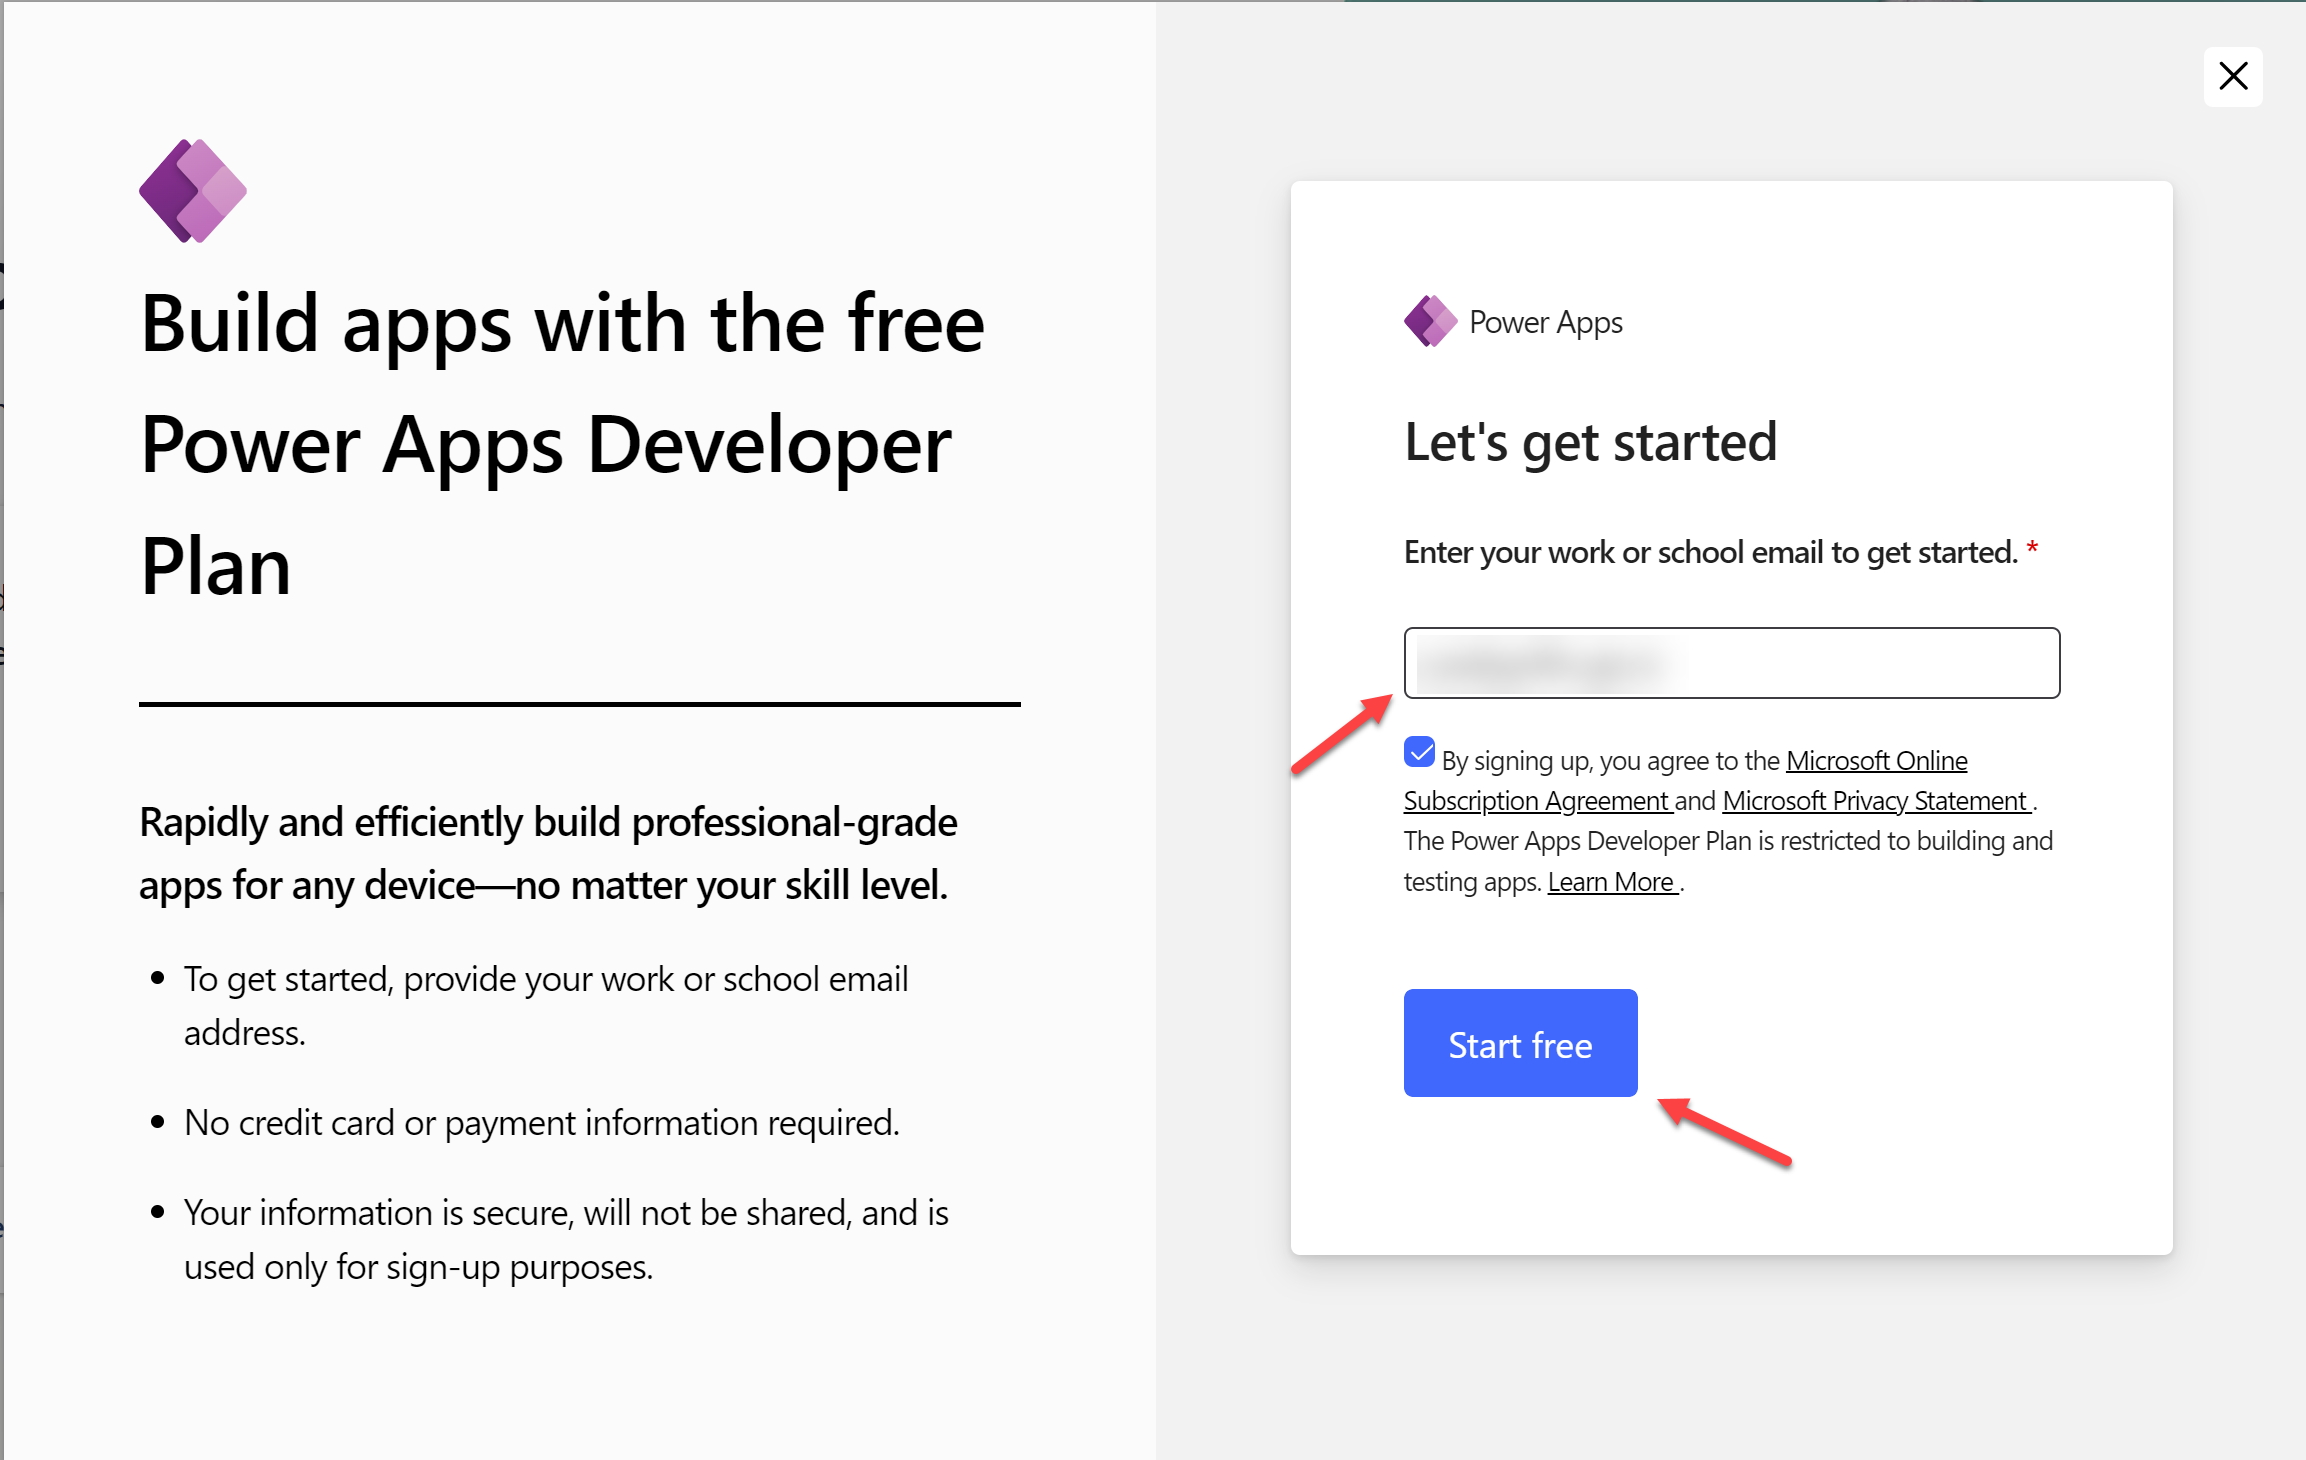 Build apps with the free
Power Apps Developer
Plan
Rapidly and efficiently build professional-grade
apps for any device—no matter your skill level.
• To get started, provide your work or school email
address.
• No credit card or payment information required.
• Your information is secure, will not be shared, and is
used only for sign-up purposes.
Power Apps
Let's get started
Enter your work or school email to get started. *
By signing up, you agree to the Microsoft Online
Subscription Agreement and Microsoft Privacy Statement .
The Power Apps Developer Plan is restricted to building and
testing apps. Learn More .
Start free